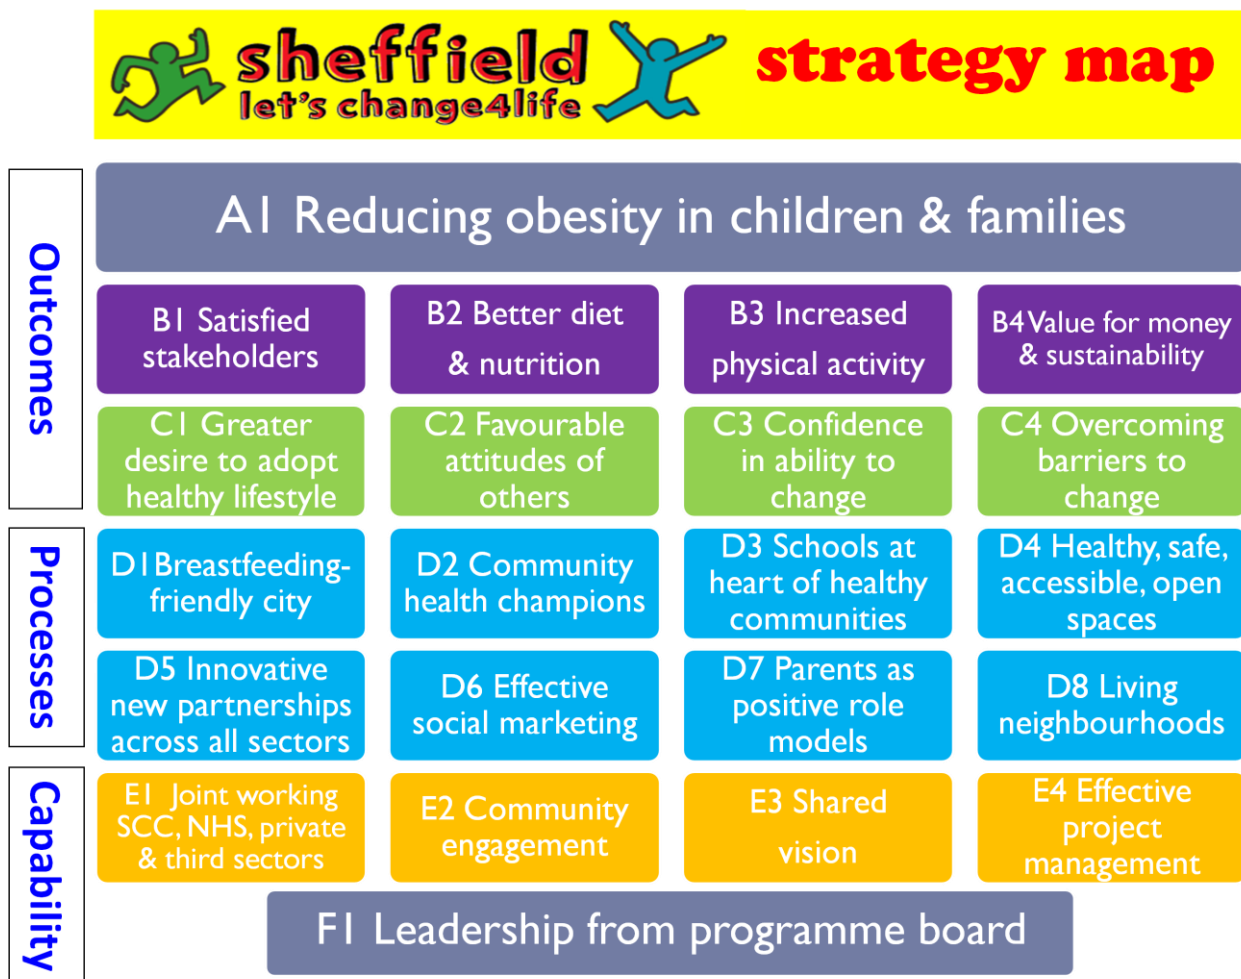 sheffield
let's change4life
strategy map
Outcomes
A1 Reducing obesity in children & families
B1 Satisfied
stakeholders
B2 Better diet
& nutrition
B3 Increased
physical activity
B4 Value for money
& sustainability
C1 Greater
desire to adopt
healthy lifestyle
C2 Favourable
attitudes of
others
C3 Confidence
in ability to
change
C4 Overcoming
barriers to
change
Processes
D1Breastfeeding-
friendly city
D2 Community
health champions
D3 Schools at
heart of healthy
communities
D4 Healthy, safe,
accessible, open
spaces
D5 Innovative
new partnerships
across all sectors
D6 Effective
social marketing
D7 Parents as
positive role
models
D8 Living
neighbourhoods
Capability
E1 Joint working
SCC, NHS, private
& third sectors
E2 Community
engagement
E3 Shared
vision
E4 Effective
project
management
F1 Leadership from programme board